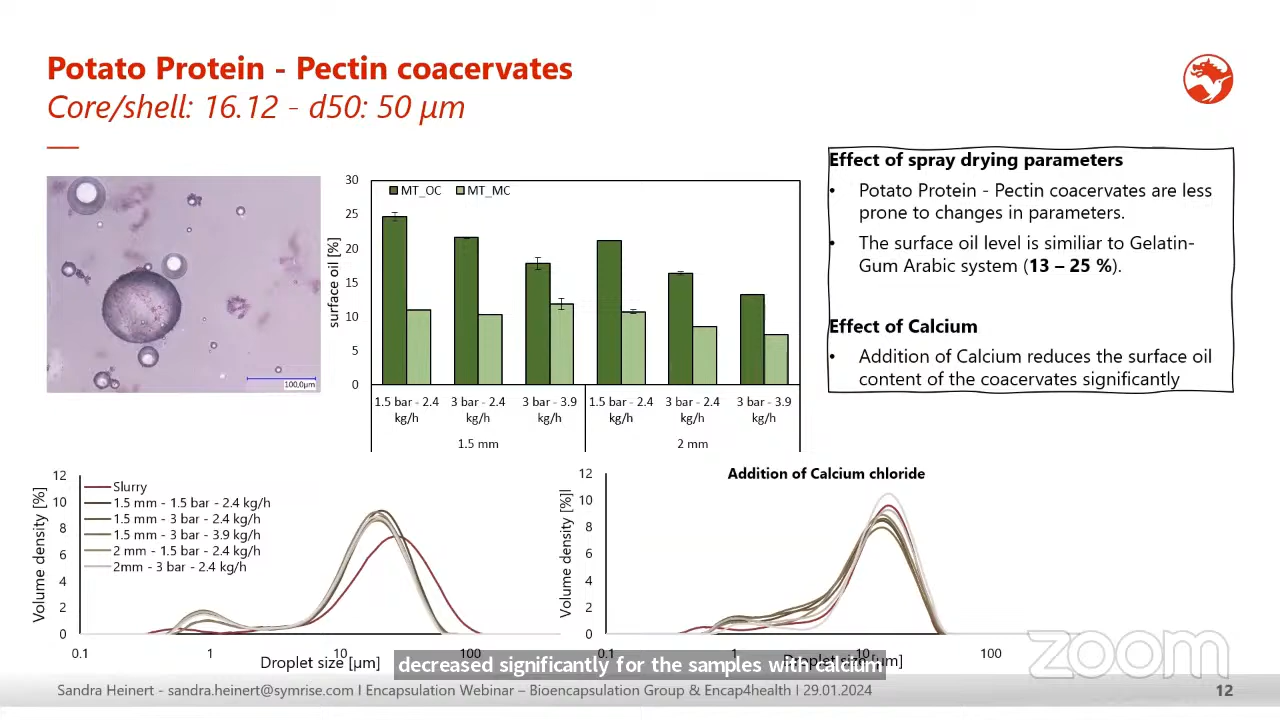 Potato Protein - Pectin coacervates
Core/shell: 16.12 - d50: 50 µm
100,0µm
surface oil [%]
30
25
20
15
10
5
0
MT_OC MT_MC
1.5 bar - 2.4 kg/h
3 bar - 2.4 kg/h
3 bar - 3.9 kg/h
1.5 bar - 2.4 kg/h
3 bar - 2.4 kg/h
3 bar - 3.9 kg/h
1.5 mm
2 mm
Effect of spray drying parameters
• Potato Protein - Pectin coacervates are less
prone to changes in parameters.
• The surface oil level is similiar to Gelatin-
Gum Arabic system (13 – 25 %).
Effect of Calcium
• Addition of Calcium reduces the surface oil
content of the coacervates significantly
Volume density [%]
12
10
8
6
4
2
0
Slurry
1.5 mm - 1.5 bar - 2.4 kg/h
1.5 mm - 3 bar - 2.4 kg/h
1.5 mm - 3 bar - 3.9 kg/h
2 mm - 1.5 bar - 2.4 kg/h
2mm - 3 bar - 2.4 kg/h
0.1 1 10 100
Droplet size [µm]
Addition of Calcium chloride
Volume density [%]l
12
10
8
6
4
2
0
0.1 1 10 100
Droplet size [µm]
decreased significantly for the samples with calcium
zoom
Sandra Heinert - sandra.heinert@symrise.com I Encapsulation Webinar – Bioencapsulation Group & Encap4health I 29.01.2024
12